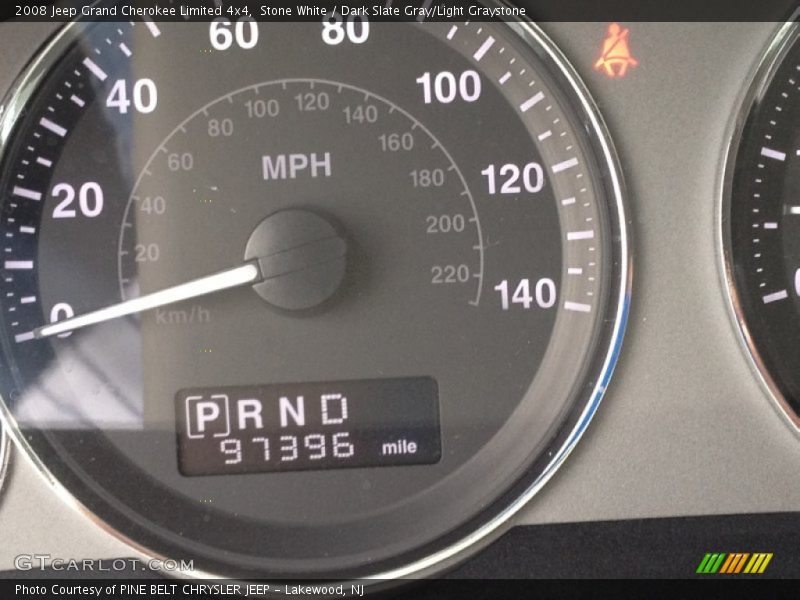 2008 Jeep Grand Cherokee Limited 4x4,  Stone White / Dark Slate Gray/Light Graystone
60 80
40 100
20 120
0 140
100 120
80 140
60 160
40 180
20 200
220
MPH
km/h
[P] R N D
97396 mile
GTCARLOT.COM
Photo Courtesy of PINE BELT CHRYSLER JEEP - Lakewood, NJ